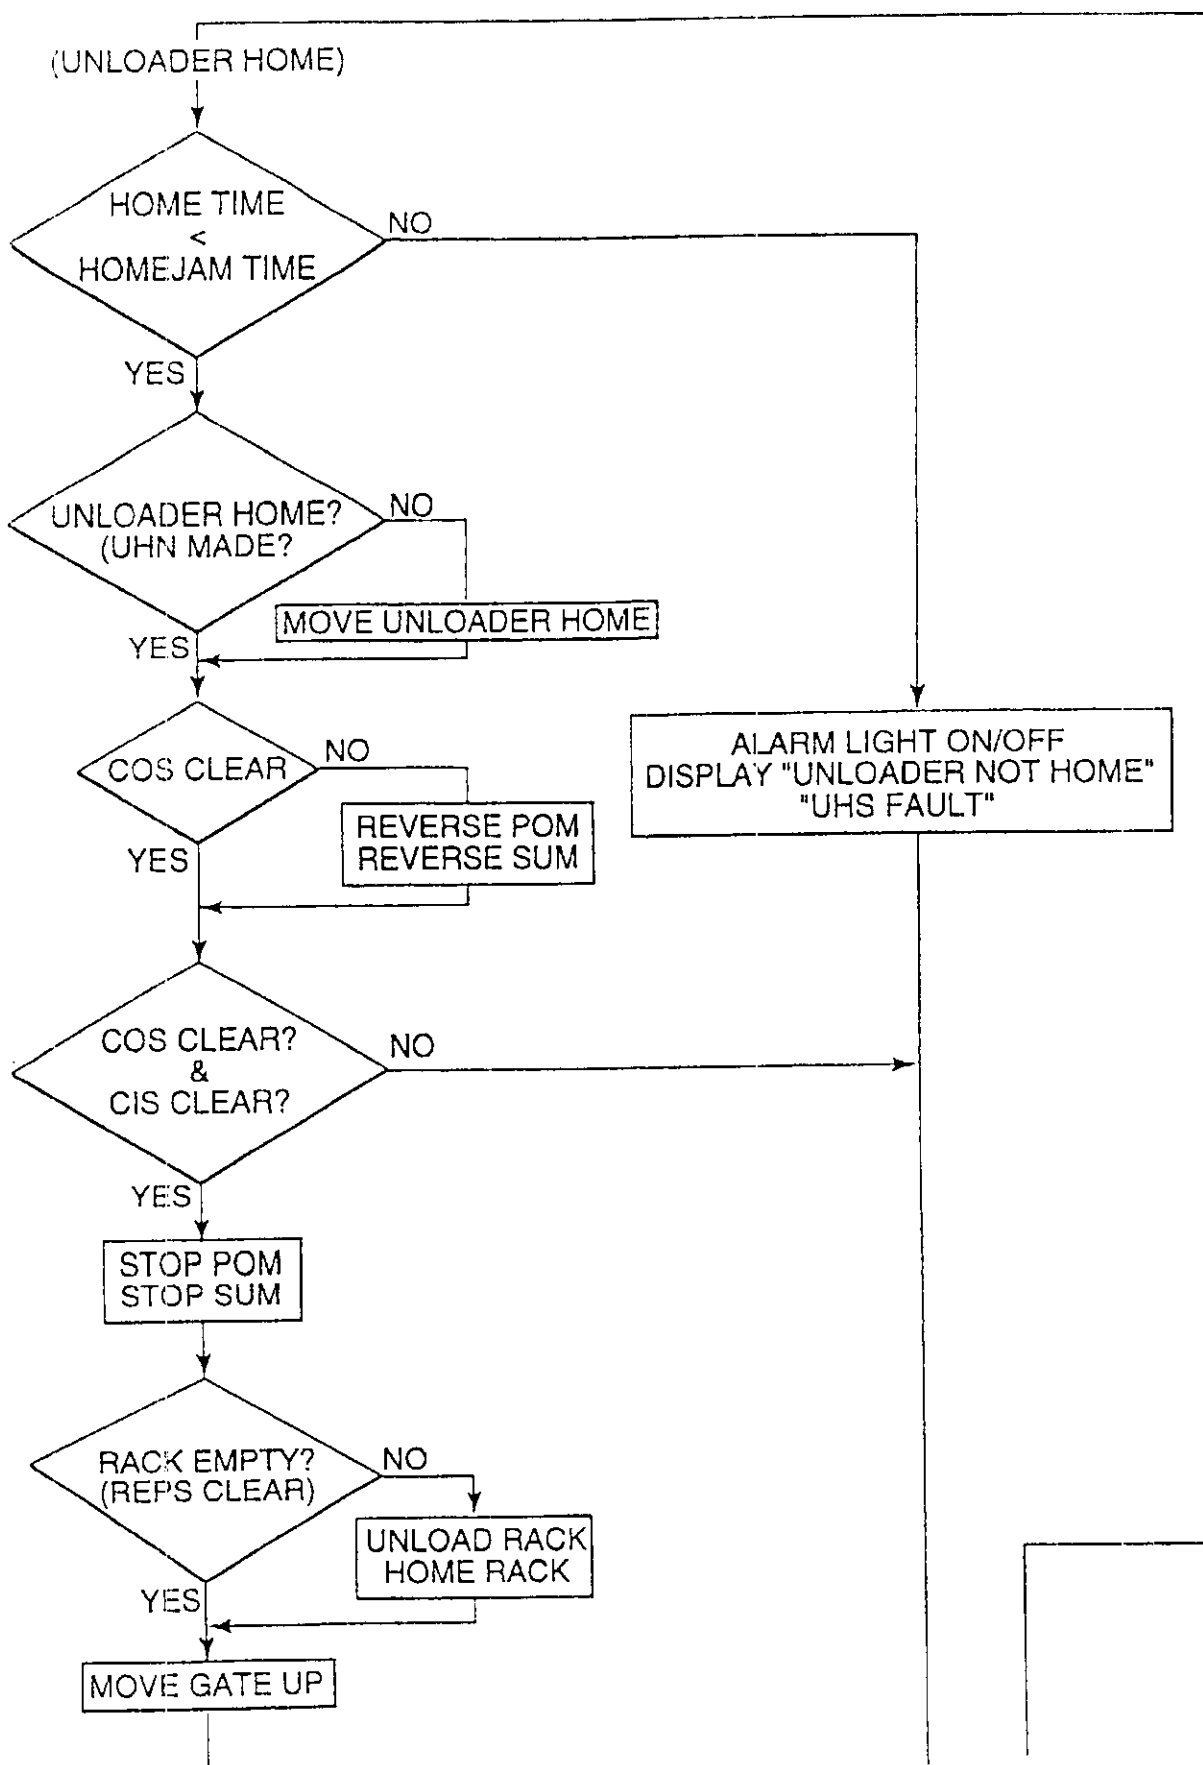 (UNLOADER HOME)
HOME TIME
<
HOMEJAM TIME
NO
YES
UNLOADER HOME?
(UHN MADE?
NO
MOVE UNLOADER HOME
YES
COS CLEAR
NO
REVERSE POM
REVERSE SUM
YES
ALARM LIGHT ON/OFF
DISPLAY "UNLOADER NOT HOME"
"UHS FAULT"
COS CLEAR?
&
CIS CLEAR?
NO
YES
STOP POM
STOP SUM
RACK EMPTY?
(REPS CLEAR)
NO
UNLOAD RACK
HOME RACK
YES
MOVE GATE UP